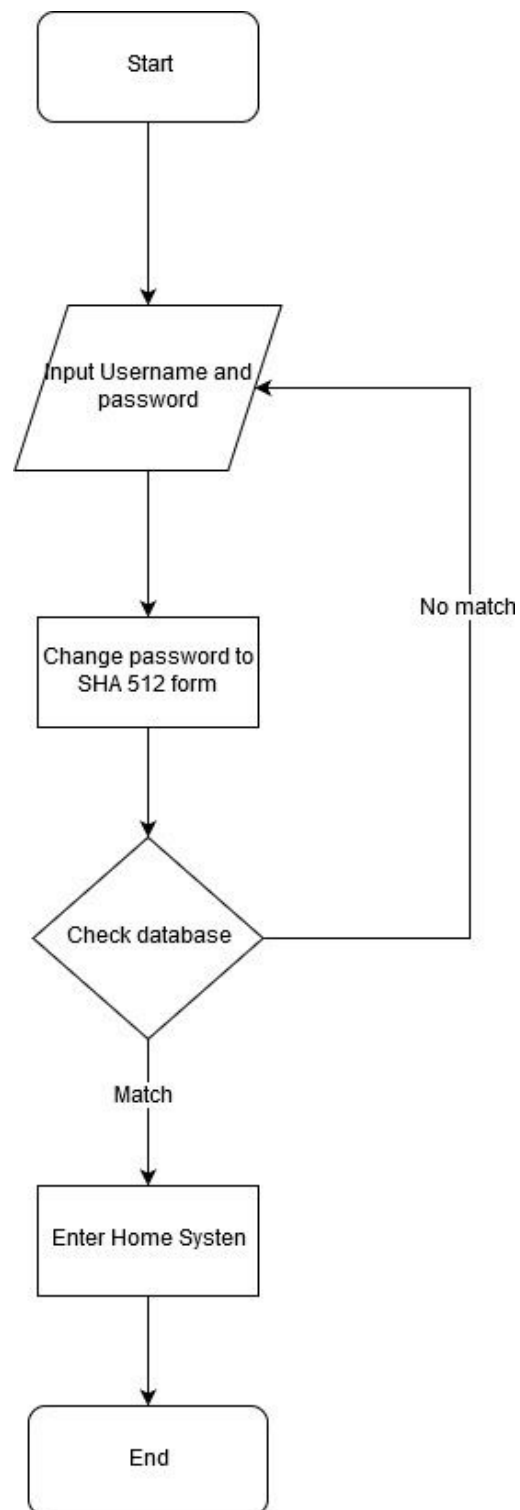 Start
Input Username and
password
No match
Change password to
SHA 512 form
Check database
Match
Enter Home Systen
End